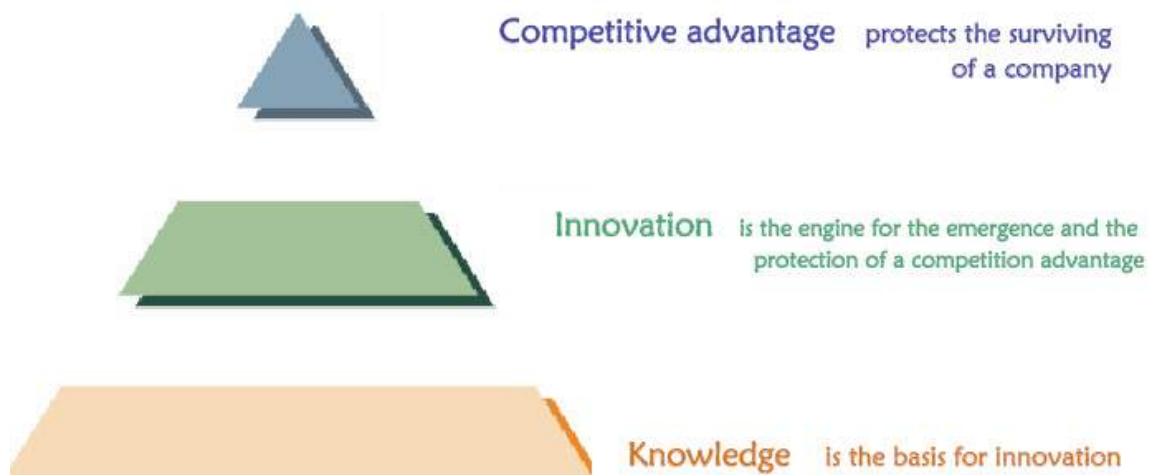 Competitive advantage protects the surviving
of a company
Innovation is the engine for the emergence and the
protection of a competition advantage
Knowledge is the basis for innovation